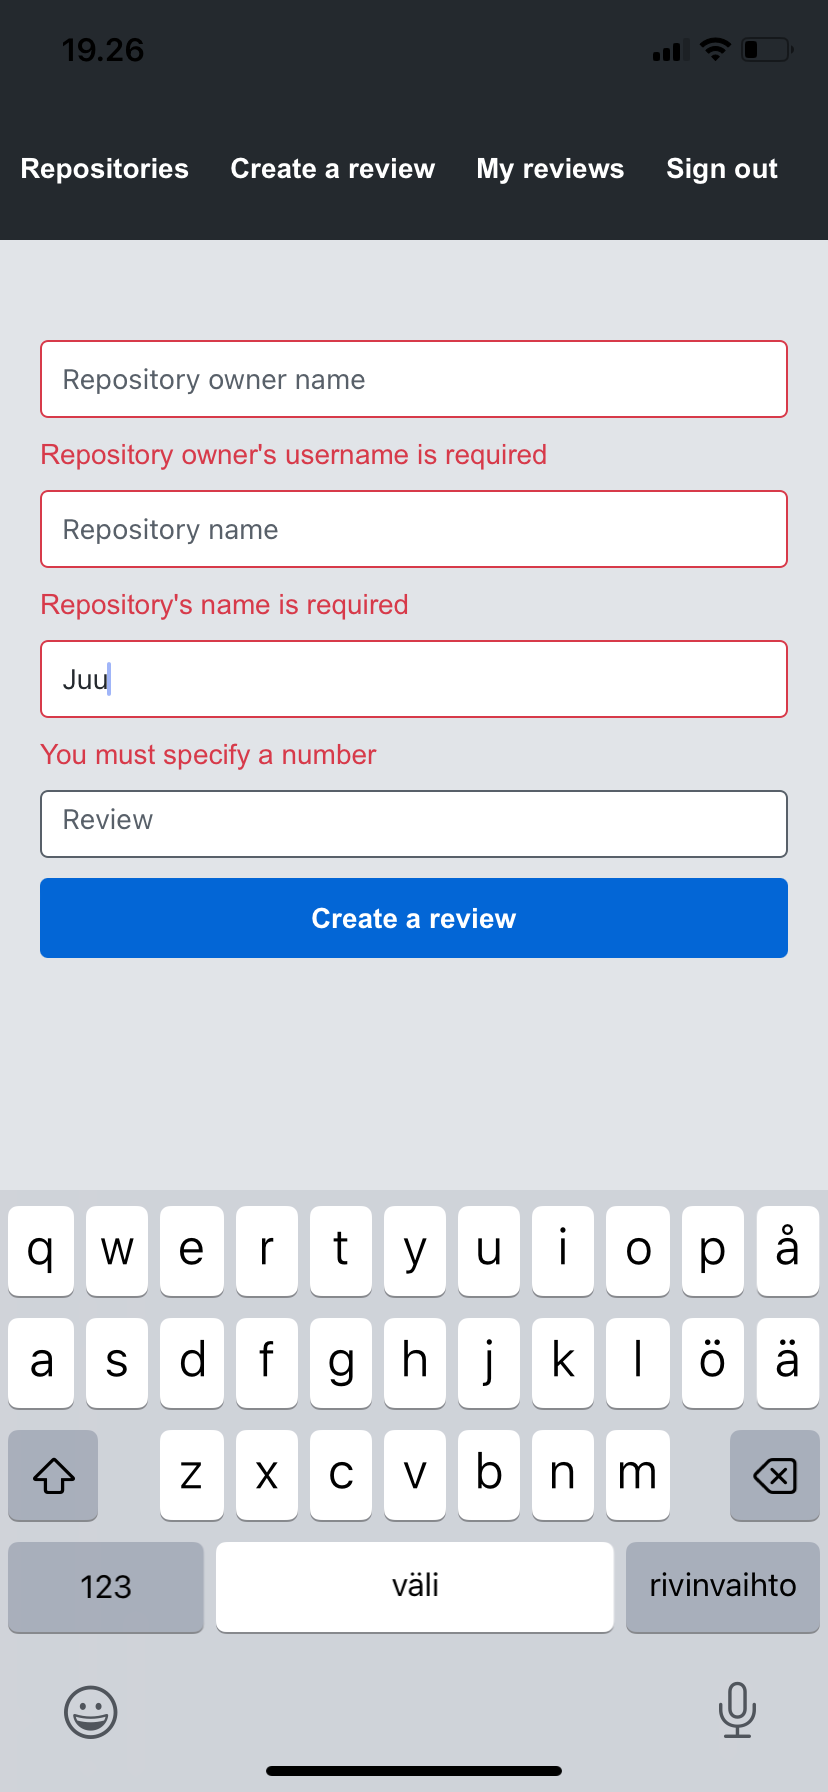 19.26
Repositories Create a review My reviews Sign out
Repository owner name
Repository owner's username is required
Repository name
Repository's name is required
Juu
You must specify a number
Review
Create a review
q w e r t y u i o p å
a s d f g h j k l ö ä
z x c v b n m
123 väli rivinvaihto